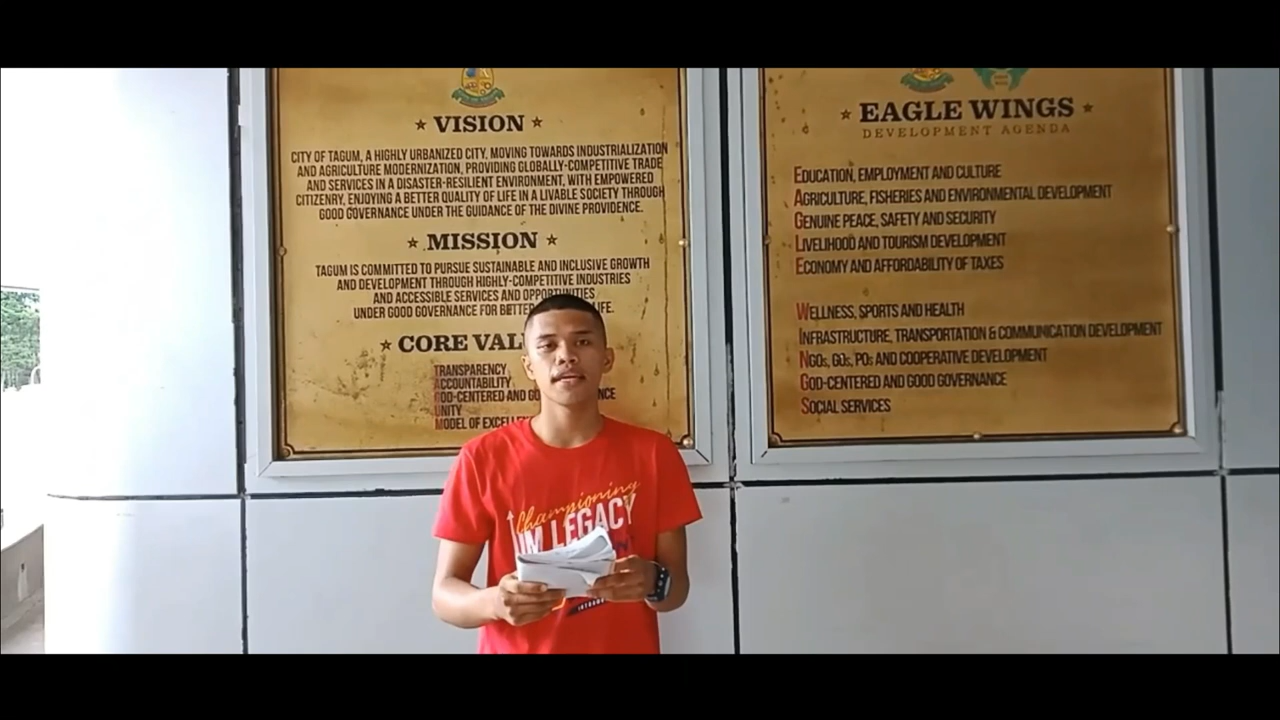 VISION
CITY OF TAGUM, A HIGHLY URBANIZED CITY, MOVING TOWARDS INDUSTRIALIZATION
AND AGRICULTURE MODERNIZATION, PROVIDING GLOBALLY-COMPETITIVE TRADE
AND SERVICES IN A DISASTER-RESILIENT ENVIRONMENT, WITH EMPOWERED
CITIZENRY, ENJOYING A BETTER QUALITY OF LIFE IN A LIVABLE SOCIETY THROUGH
GOOD GOVERNANCE UNDER THE GUIDANCE OF THE DIVINE PROVIDENCE.
MISSION
TAGUM IS COMMITTED TO PURSUE SUSTAINABLE AND INCLUSIVE GROWTH
AND DEVELOPMENT THROUGH HIGHLY-COMPETITIVE INDUSTRIES
AND ACCESSIBLE SERVICES AND OPPORTUNITIES
UNDER GOOD GOVERNANCE FOR BETTER LIFE.
CORE VAL
TRANSPARENCY
ACCOUNTABILITY
GOD-CENTERED AND GO NANCE
UNITY
MODEL OF EXCELLE
EAGLE WINGS
DEVELOPMENT AGENDA
EDUCATION, EMPLOYMENT AND CULTURE
AGRICULTURE, FISHERIES AND ENVIRONMENTAL DEVELOPMENT
GENUINE PEACE, SAFETY AND SECURITY
LIVELIHOOD AND TOURISM DEVELOPMENT
ECONOMY AND AFFORDABILITY OF TAXES
WELLNESS, SPORTS AND HEALTH
INFRASTRUCTURE, TRANSPORTATION & COMMUNICATION DEVELOPMENT
NGOs, GOs, POs AND COOPERATIVE DEVELOPMENT
GOD-CENTERED AND GOOD GOVERNANCE
SOCIAL SERVICES
Championing
UM LEGACY